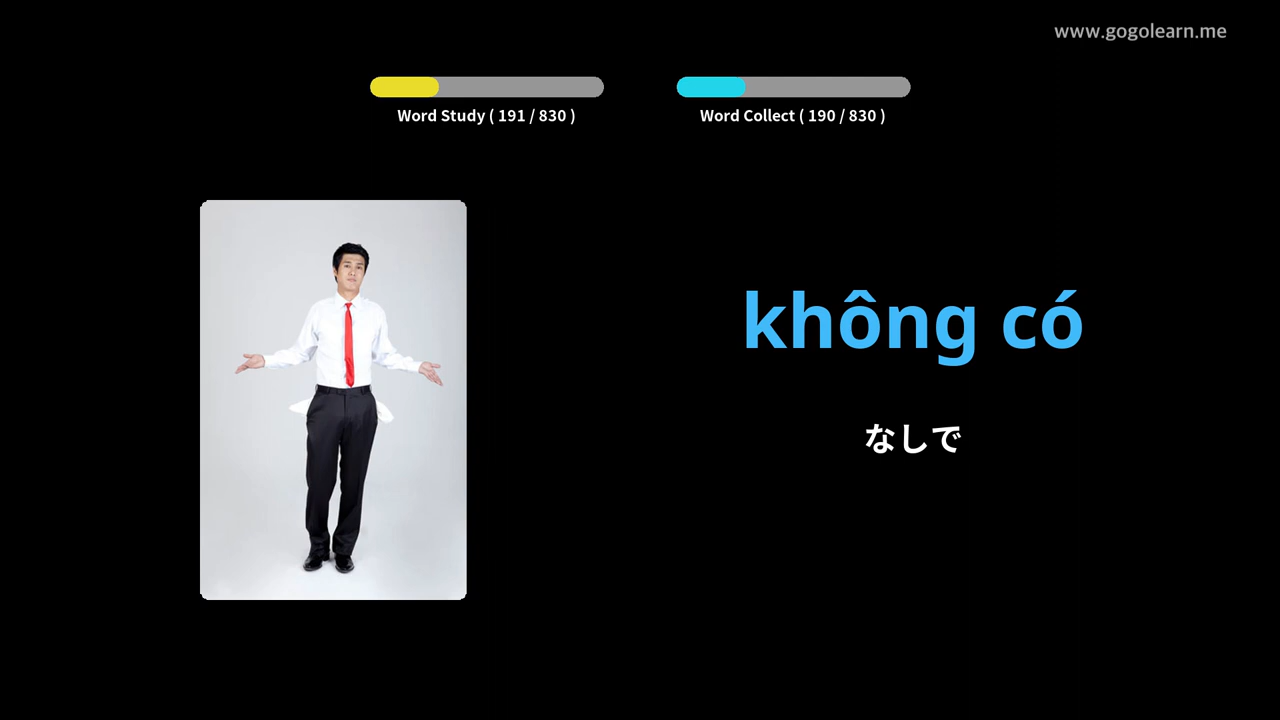 www.gogolearn.me
Word Study ( 191 / 830 )
Word Collect ( 190 / 830 )
không có
なしで